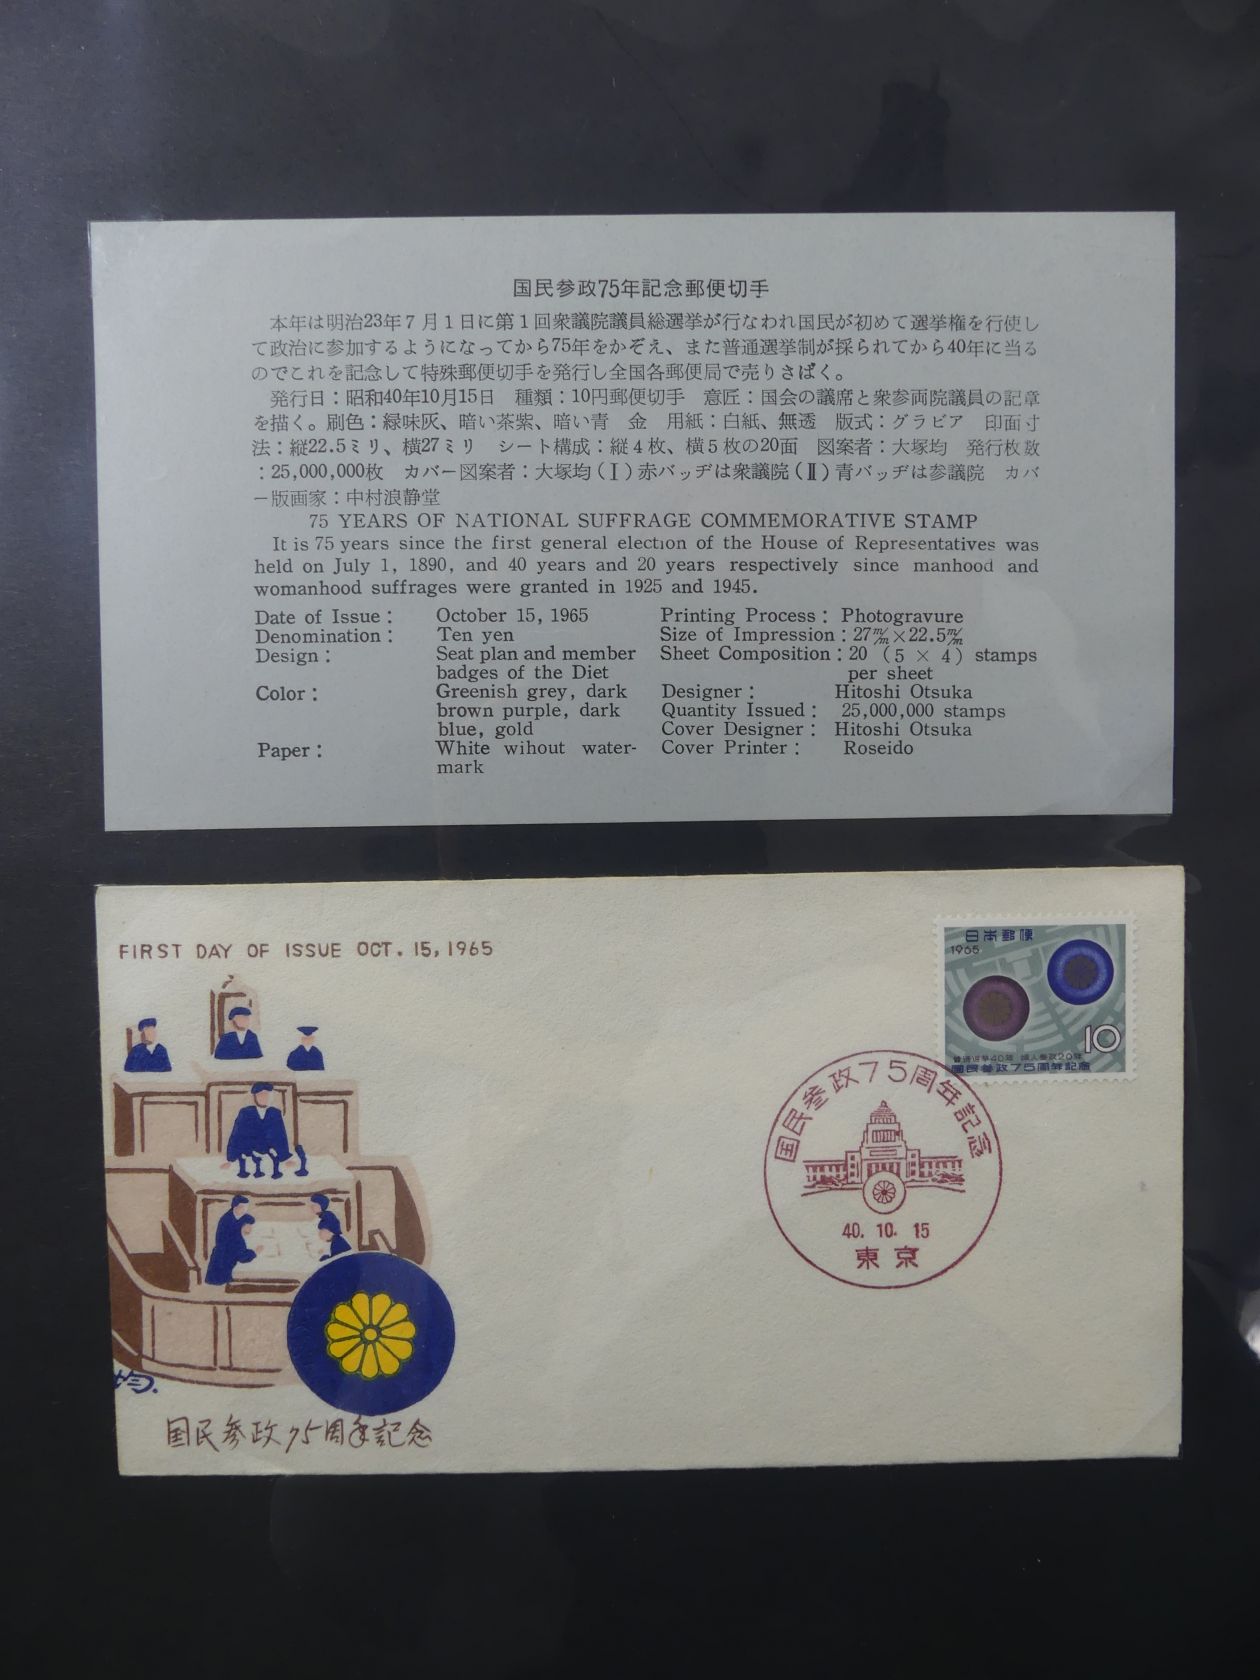 国民参政75年記念郵便切手
本年は明治23年7月1日に第1回衆議院議員総選挙が行なわれ国民が初めて選挙権を行使し
て政治に参加するようになってから75年をかぞえ、また普通選挙制が採られてから40年に当る
のでこれを記念して特殊郵便切手を発行し全国各郵便局で売りさばく。
発行日：昭和40年10月15日　種類：10円郵便切手　意匠：国会の議席と衆参両院議員の記章
を描く。刷色：緑味灰、暗い茶紫、暗い青　金　用紙：白紙、無透　版式：グラビア　印面寸
法：縦22.5ミリ、横27ミリ　シート構成：縦4枚、横5枚の20面　図案者：大塚均　発行枚数
：25,000,000枚　カバー図案者：大塚均（Ⅰ）赤バッヂは衆議院（Ⅱ）青バッヂは参議院　カバ
ー版画家：中村浪静堂
75 YEARS OF NATIONAL SUFFRAGE COMMEMORATIVE STAMP
It is 75 years since the first general election of the House of Representatives was
held on July 1, 1890, and 40 years and 20 years respectively since manhood and
womanhood suffrages were granted in 1925 and 1945.
Date of Issue : October 15, 1965
Denomination : Ten yen
Design : Seat plan and member
badges of the Diet
Color : Greenish grey, dark
brown purple, dark
blue, gold
Paper : White wihout water-
mark
Printing Process : Photogravure
Size of Impression : 27m/m×22.5m/m
Sheet Composition : 20 (5 × 4) stamps
per sheet
Designer : Hitoshi Otsuka
Quantity Issued : 25,000,000 stamps
Cover Designer : Hitoshi Otsuka
Cover Printer : Roseido
FIRST DAY OF ISSUE OCT. 15, 1965
日本郵便
1965
10
普通選挙40年 婦人参政20年
国民参政75周年記念
国民参政75周年記念
40. 10. 15
東京
均.
国民参政75周年記念